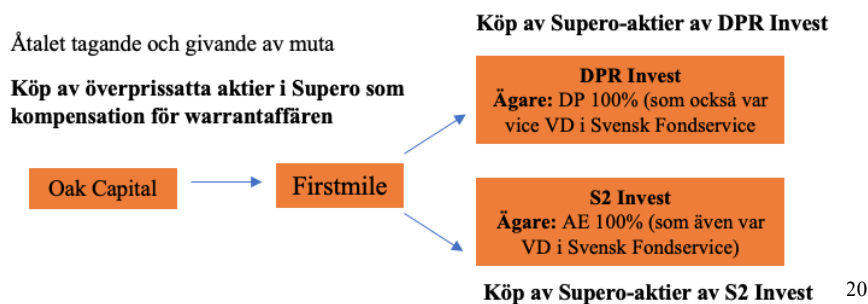 Åtalet tagande och givande av muta
Köp av överprissatta aktier i Supero som
kompensation för warrantaffären
Oak Capital
Firstmile
Köp av Supero-aktier av DPR Invest
DPR Invest
Ägare: DP 100% (som också var
vice VD i Svensk Fondservice
S2 Invest
Ägare: AE 100% (som även var
VD i Svensk Fondservice)
Köp av Supero-aktier av S2 Invest
20